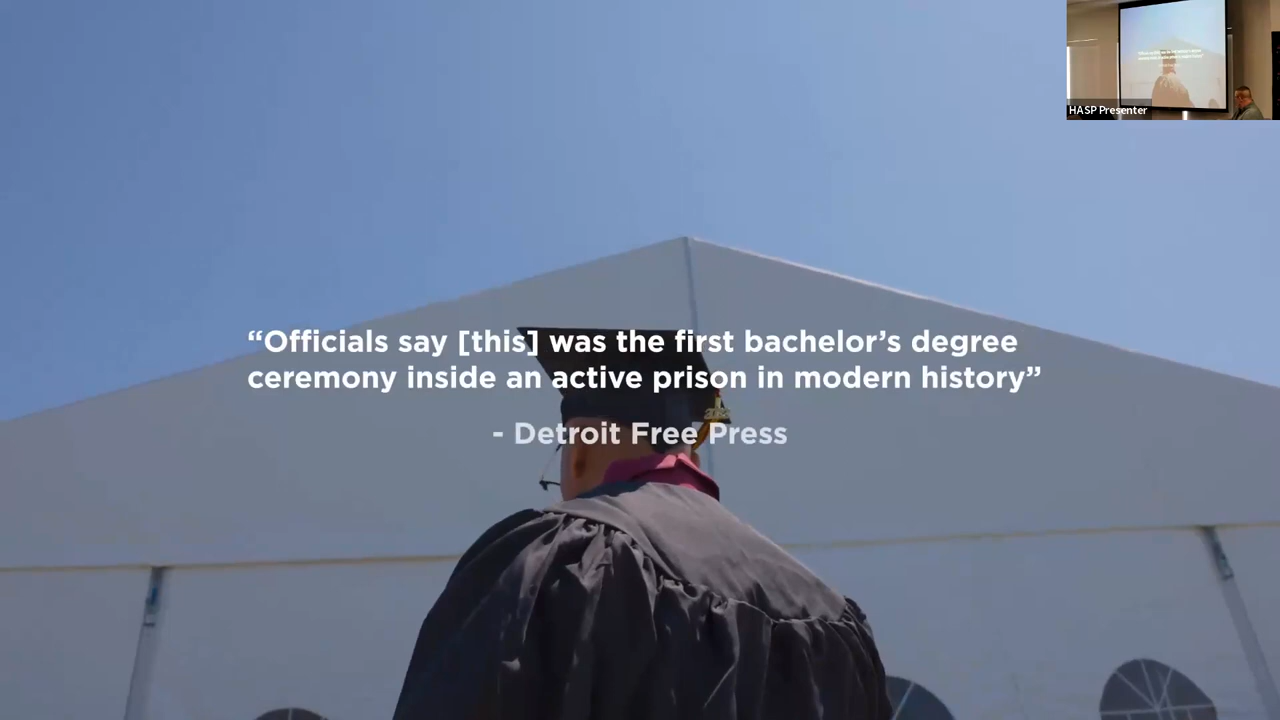 HASP Presenter
“Officials say [this] was the first bachelor’s degree
ceremony inside an active prison in modern history”
- Detroit Free Press